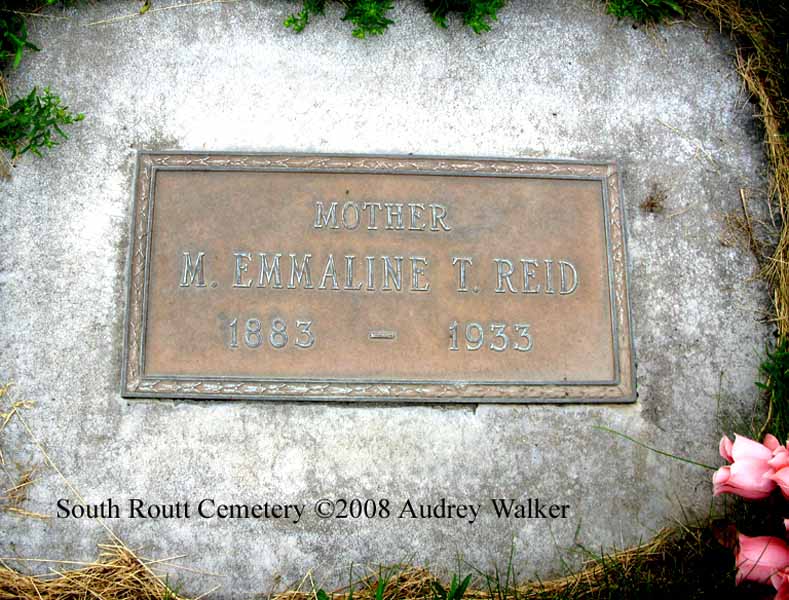 MOTHER
M. EMMALINE T. REID
1883 – 1933
South Routt Cemetery ©2008 Audrey Walker